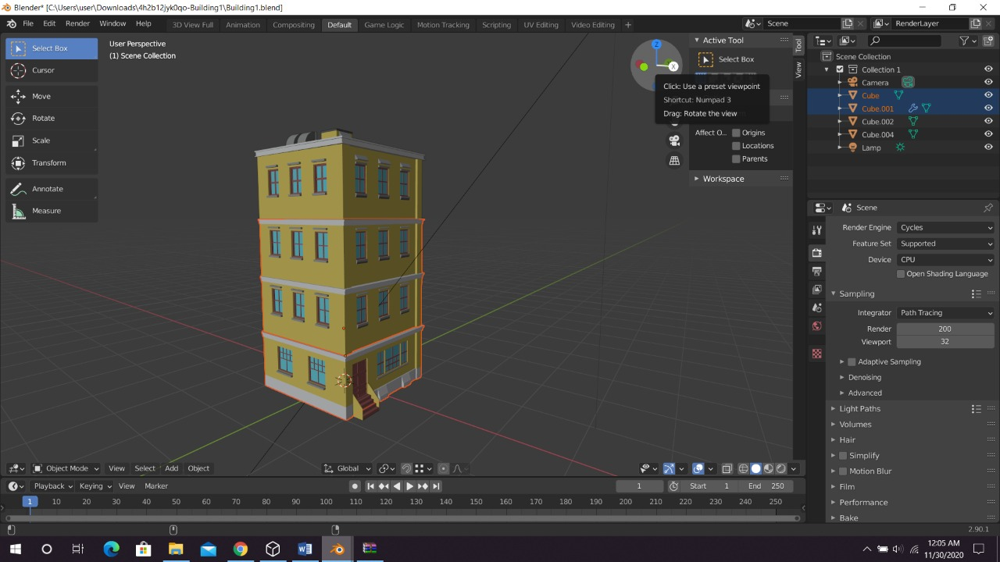 Blender* [C:\Users\user\Downloads\4h2b12jyk0qo-Building1\Building1.blend]
File Edit Render Window Help
3D View Full Animation Compositing Default Game Logic Motion Tracking Scripting UV Editing Video Editing +
Scene
RenderLayer
Select Box
Cursor
Move
Rotate
Scale
Transform
Annotate
Measure
User Perspective
(1) Scene Collection
Z
X
Active Tool
Select Box
Click: Use a preset viewpoint
Shortcut: Numpad 3
Drag: Rotate the view
Affect O...
Origins
Locations
Parents
Workspace
Tool
View
Scene Collection
Collection 1
Camera
Cube
Cube.001
Cube.002
Cube.004
Lamp
Scene
Render Engine Cycles
Feature Set Supported
Device CPU
Open Shading Language
Sampling
Integrator Path Tracing
Render 200
Viewport 32
Adaptive Sampling
Denoising
Advanced
Light Paths
Volumes
Hair
Simplify
Motion Blur
Film
Performance
Bake
Object Mode View Select Add Object
Global
Playback Keying View Marker
1 Start 1 End 250
1 10 20 30 40 50 60 70 80 90 100 110 120 130 140 150 160 170 180 190 200 210 220 230 240 250
2.90.1
12:05 AM
11/30/2020